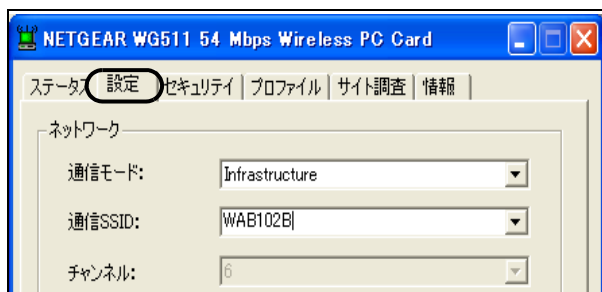 NETGEAR WG511 54 Mbps Wireless PC Card
ステータス 設定 セキュリティ プロファイル サイト調査 情報
ネットワーク
通信モード: Infrastructure
通信SSID: WAB102B
チャンネル: 6